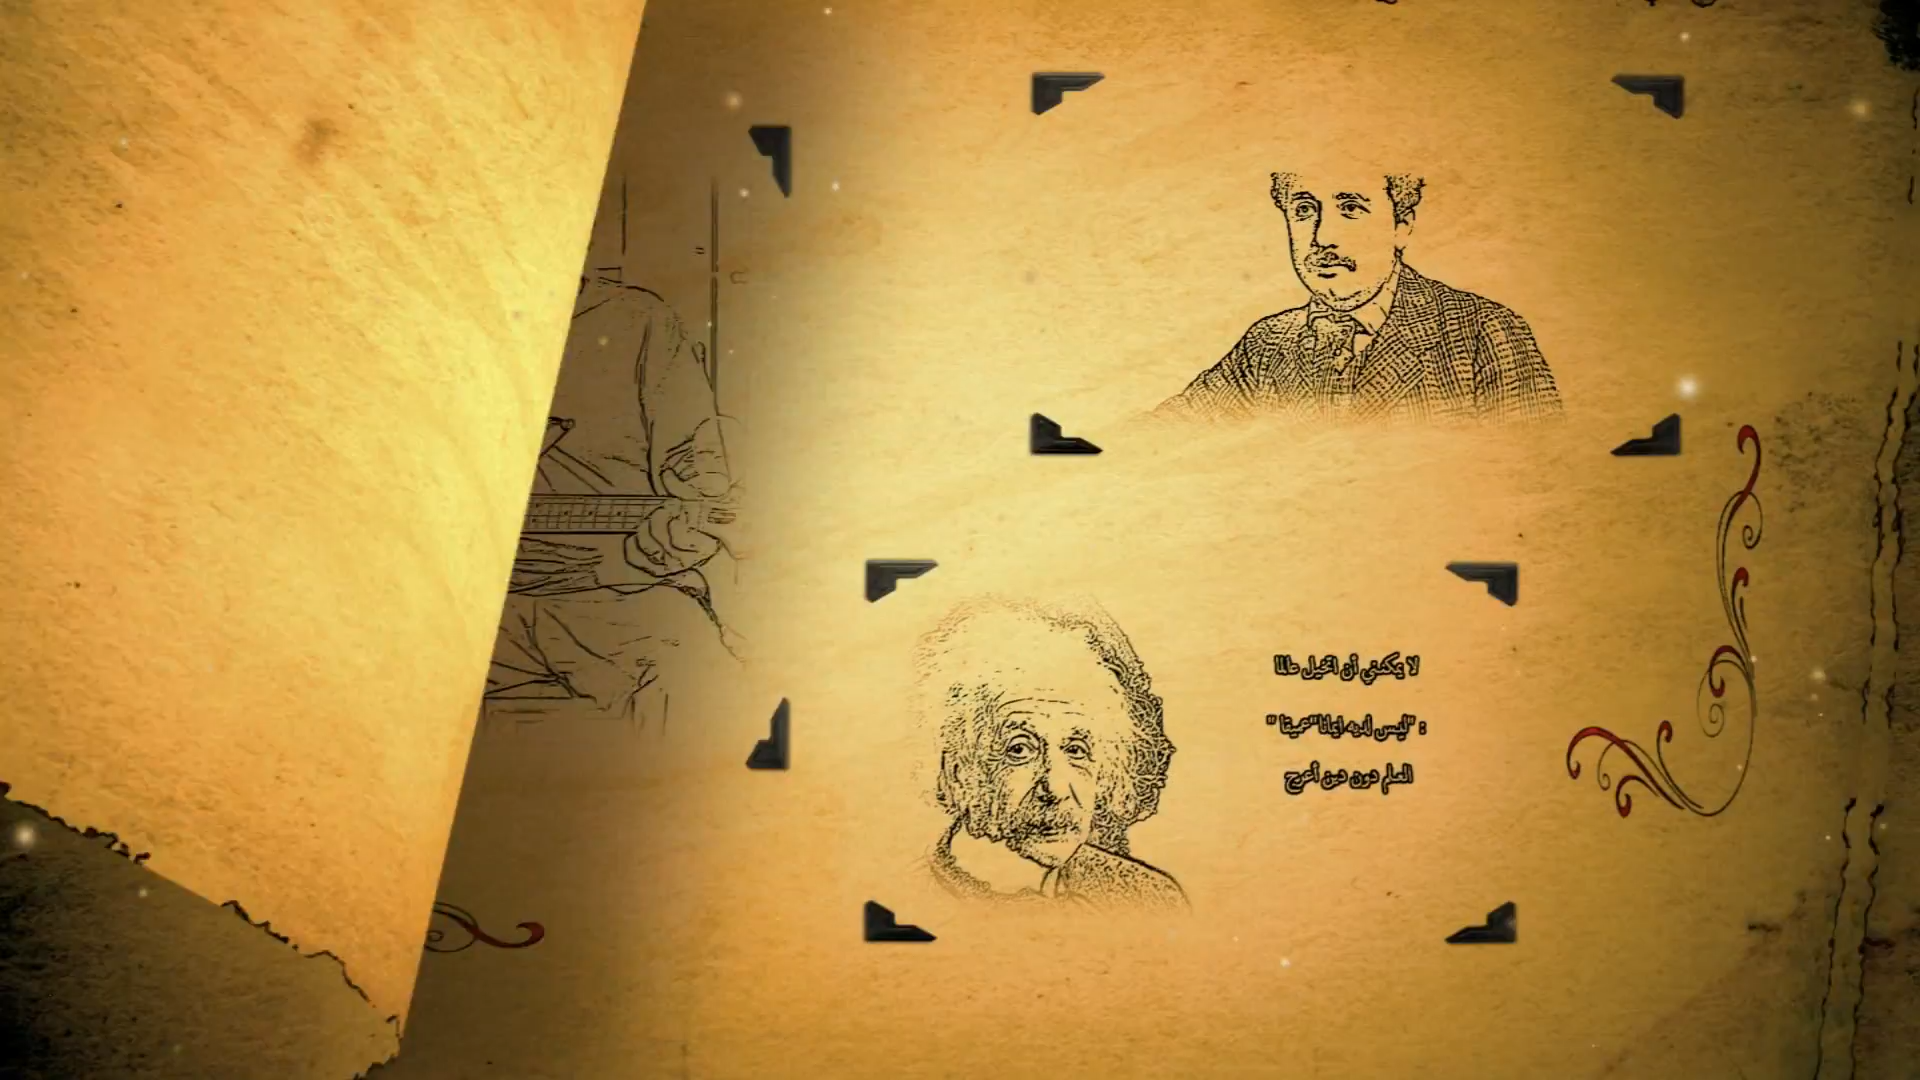 لا يمكنني أن اتخيل عالما
: "ليس لديه ايمانا"عميقا "
العلم دون دين أعرج